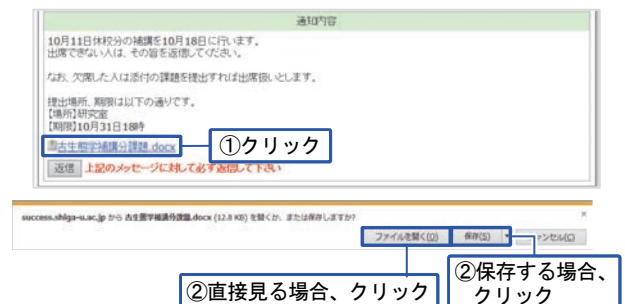 通知内容
10月11日休校分の補講を10月18日に行います。
出席できない人は、その旨を返信してください。
なお、欠席した人は添付の課題を提出すれば出席扱いとします。
提出場所、期限は以下の通りです。
【場所】研究室
【期限】10月31日18時
古生態学補講分課題.docx
①クリック
返信 上記のメッセージに対して必ず返信して下さい
success.shiga-u.ac.jp から 古生態学補講分課題.docx (12.8 KB) を開くか、または保存しますか?
×
ファイルを開く(O) 保存(S) キャンセル(C)
②直接見る場合、クリック
②保存する場合、
クリック